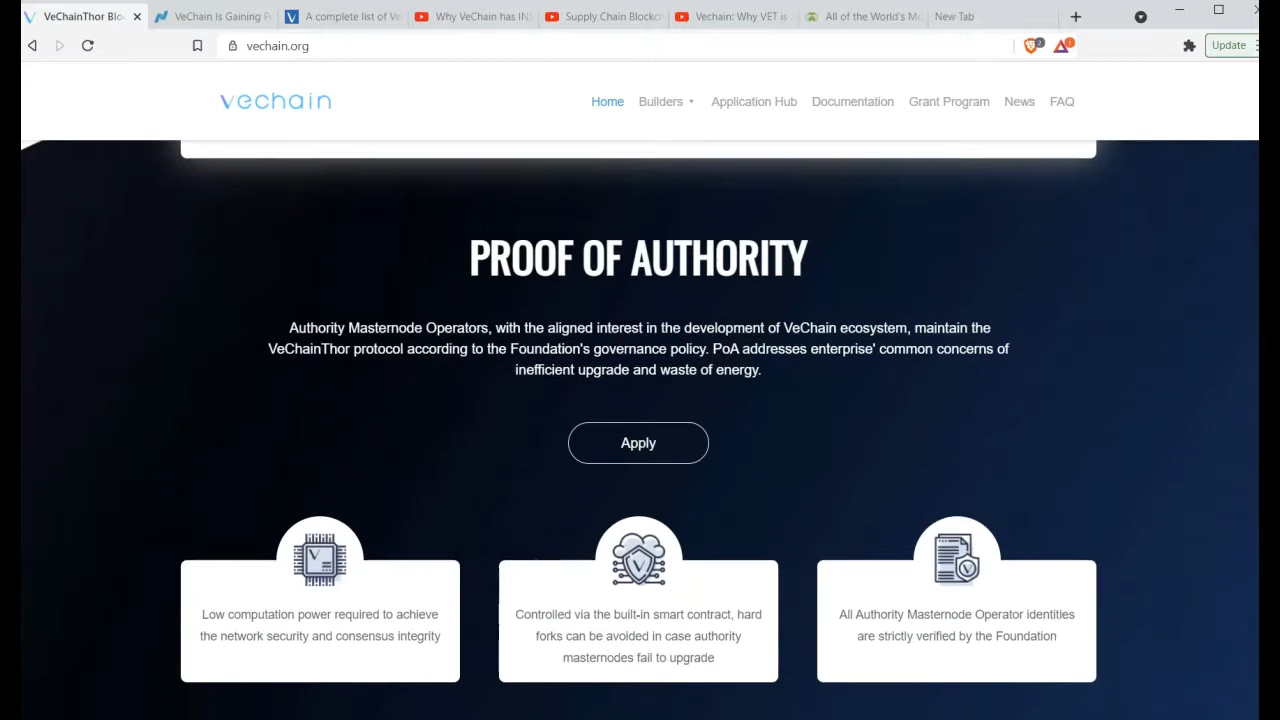 VeChainThor Blo
VeChain Is Gaining P
A complete list of Ve
Why VeChain has IN
Supply Chain Blockch
Vechain: Why VET is
All of the World's M
New Tab
vechain.org
2
1
Update
vechain
Home
Builders
Application Hub
Documentation
Grant Program
News
FAQ
PROOF OF AUTHORITY
Authority Masternode Operators, with the aligned interest in the development of VeChain ecosystem, maintain the
VeChainThor protocol according to the Foundation's governance policy. PoA addresses enterprise' common concerns of
inefficient upgrade and waste of energy.
Apply
Low computation power required to achieve
the network security and consensus integrity
Controlled via the built-in smart contract, hard
forks can be avoided in case authority
masternodes fail to upgrade
All Authority Masternode Operator identities
are strictly verified by the Foundation